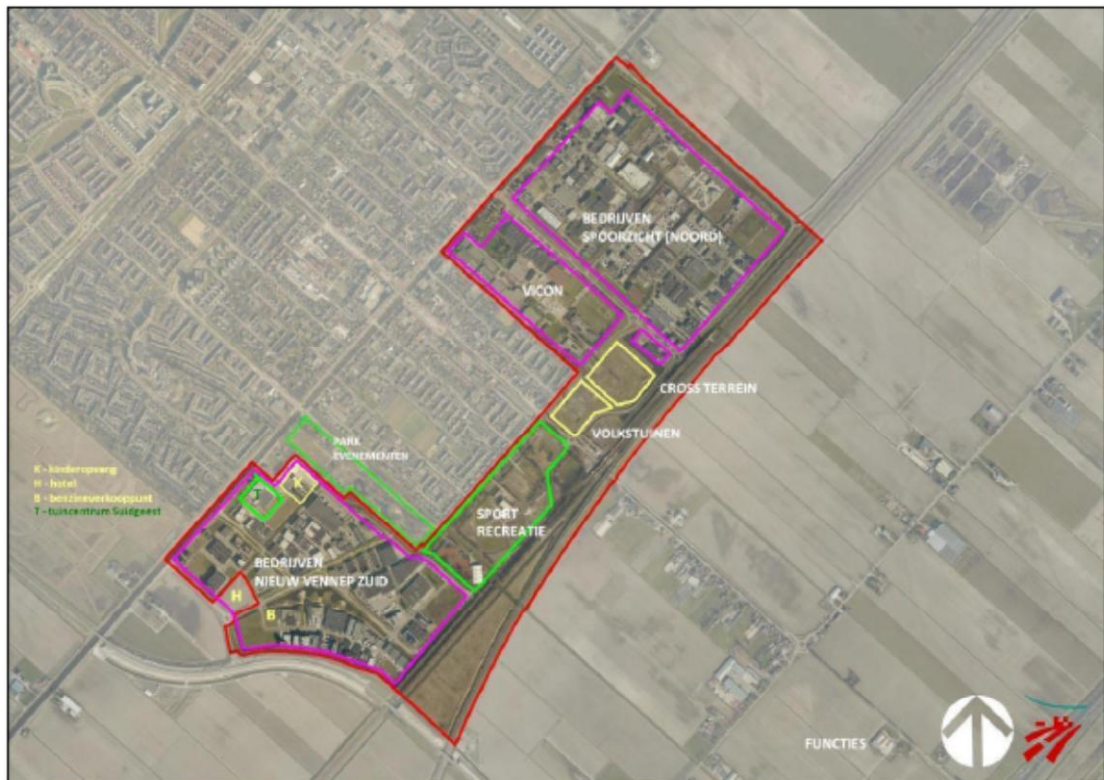 BEDRIJVEN
SPOORZICHT (NOORD)
VICON
CROSS TERREIN
VOLKSTUINEN
PARK
EVENEMENTEN
K - kinderopvang
H - hotel
B - benzineverkooppunt
T - tuincentrum Suidgeest
T
K
SPORT
RECREATIE
BEDRIJVEN
NIEUW VENNEP ZUID
H
B
FUNCTIES